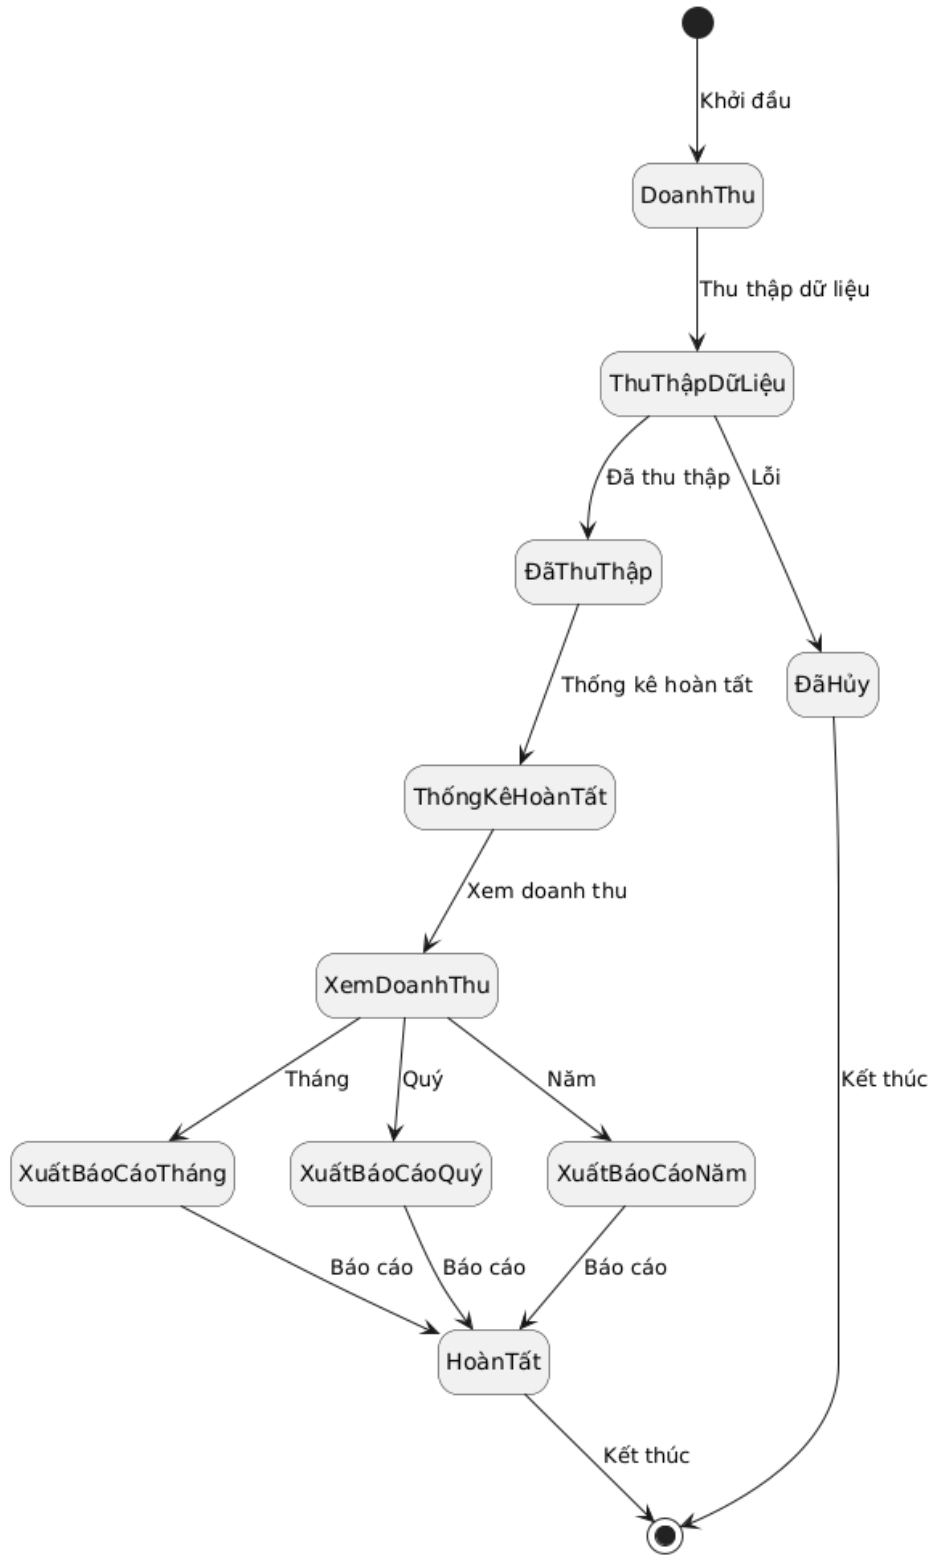 Khởi đầu
DoanhThu
Thu thập dữ liệu
ThuThậpDữLiệu
Đã thu thập
Lỗi
ĐãThuThập
ĐãHủy
Thống kê hoàn tất
ThốngKêHoànTất
Xem doanh thu
XemDoanhThu
Tháng
Quý
Năm
Kết thúc
XuấtBáoCáoTháng
XuấtBáoCáoQuý
XuấtBáoCáoNăm
Báo cáo
Báo cáo
Báo cáo
HoànTất
Kết thúc